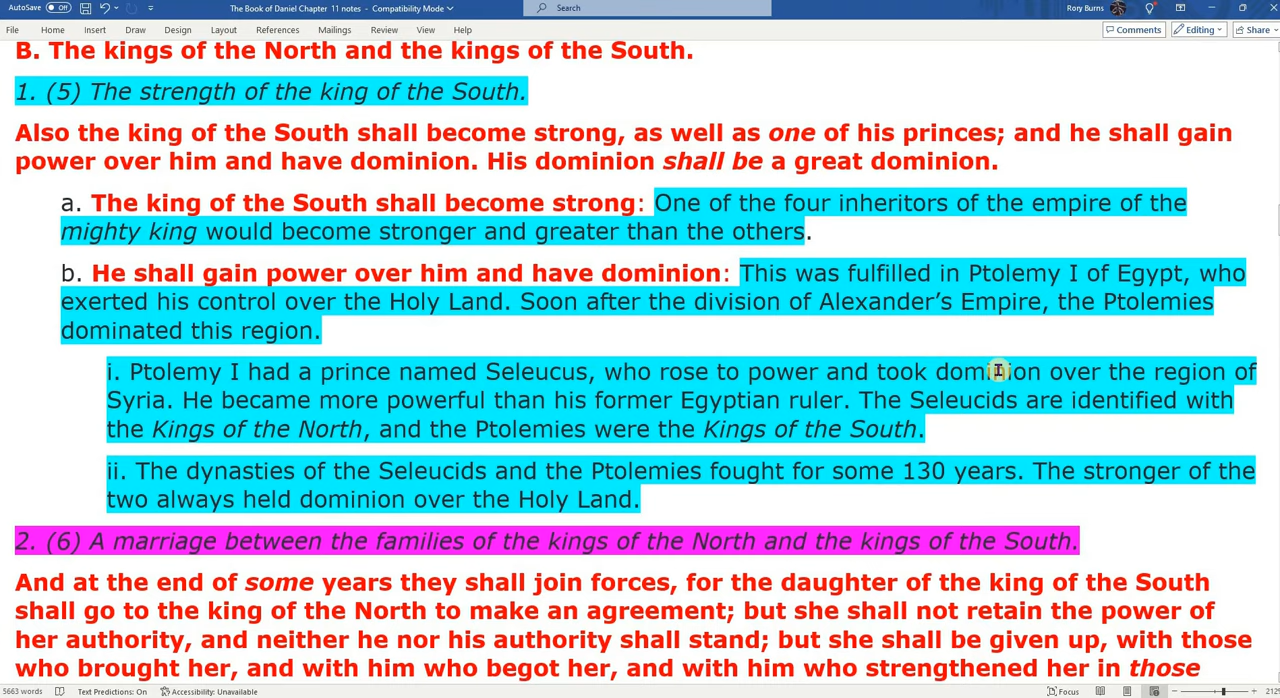 AutoSave Off The Book of Daniel Chapter 11 notes - Compatibility Mode Search Rory Burns
File Home Insert Draw Design Layout References Mailings Review View Help Comments Editing Share
B. The kings of the North and the kings of the South.
1. (5) The strength of the king of the South.
Also the king of the South shall become strong, as well as one of his princes; and he shall gain
power over him and have dominion. His dominion shall be a great dominion.
a. The king of the South shall become strong: One of the four inheritors of the empire of the
mighty king would become stronger and greater than the others.
b. He shall gain power over him and have dominion: This was fulfilled in Ptolemy I of Egypt, who
exerted his control over the Holy Land. Soon after the division of Alexander’s Empire, the Ptolemies
dominated this region.
i. Ptolemy I had a prince named Seleucus, who rose to power and took dominion over the region of
Syria. He became more powerful than his former Egyptian ruler. The Seleucids are identified with
the Kings of the North, and the Ptolemies were the Kings of the South.
ii. The dynasties of the Seleucids and the Ptolemies fought for some 130 years. The stronger of the
two always held dominion over the Holy Land.
2. (6) A marriage between the families of the kings of the North and the kings of the South.
And at the end of some years they shall join forces, for the daughter of the king of the South
shall go to the king of the North to make an agreement; but she shall not retain the power of
her authority, and neither he nor his authority shall stand; but she shall be given up, with those
who brought her, and with him who begot her, and with him who strengthened her in those
5663 words Text Predictions: On Accessibility: Unavailable Focus